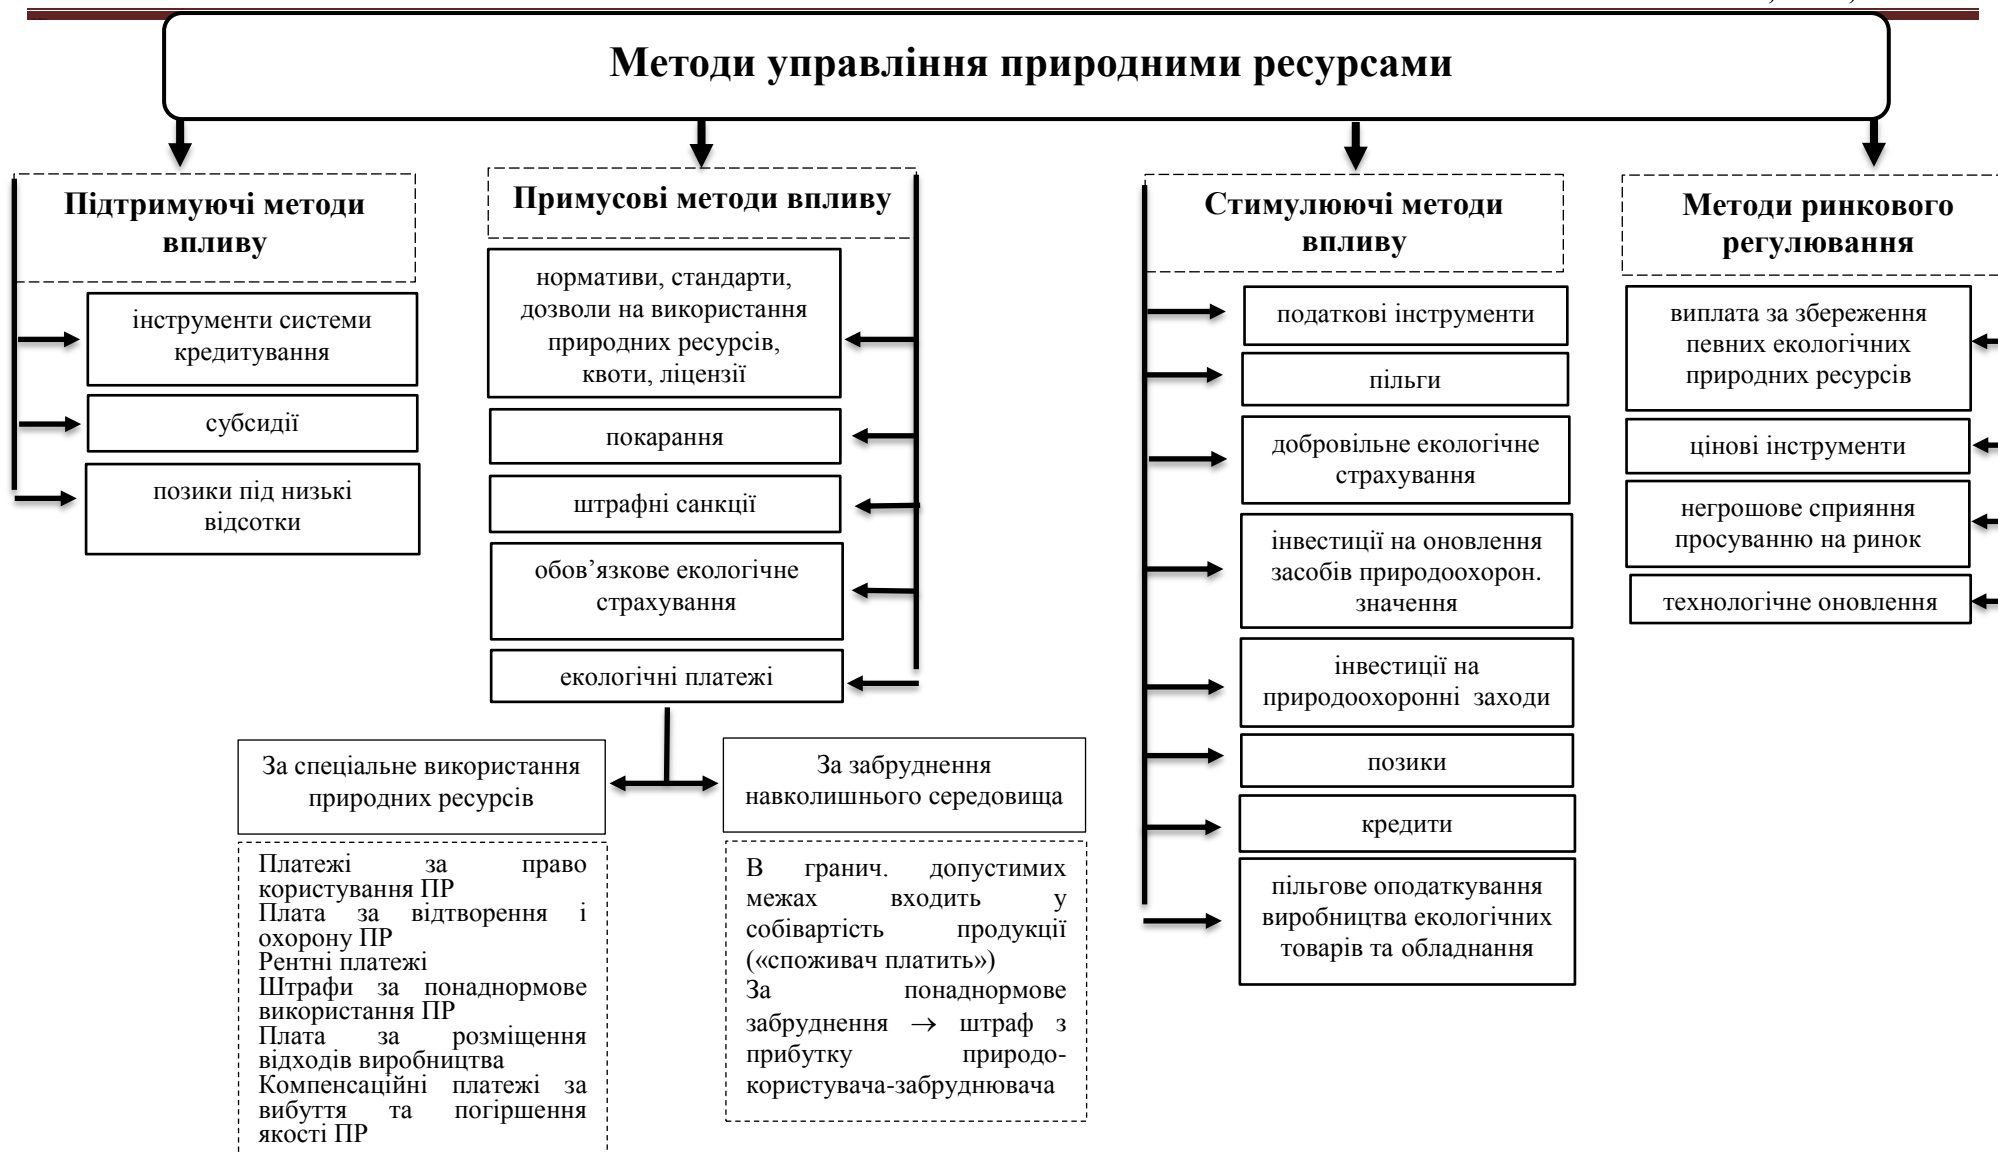 Методи управління природними ресурсами
Підтримуючі методи
впливу
інструменти системи
кредитування
субсидії
позики під низькі
відсотки
Примусові методи впливу
нормативи, стандарти,
дозволи на використання
природних ресурсів,
квоти, ліцензії
покарання
штрафні санкції
обов’язкове екологічне
страхування
екологічні платежі
За спеціальне використання
природних ресурсів
Платежі за право
користування ПР
Плата за відтворення і
охорону ПР
Рентні платежі
Штрафи за понаднормове
використання ПР
Плата за розміщення
відходів виробництва
Компенсаційні платежі за
вибуття та погіршення
якості ПР
За забруднення
навколишнього середовища
В гранич. допустимих
межах входить у
собівартість продукції
(«споживач платить»)
За понаднормове
забруднення → штраф з
прибутку природо-
користувача-забруднювача
Стимулюючі методи
впливу
податкові інструменти
пільги
добровільне екологічне
страхування
інвестиції на оновлення
засобів природоохорон.
значення
інвестиції на
природоохоронні заходи
позики
кредити
пільгове оподаткування
виробництва екологічних
товарів та обладнання
Методи ринкового
регулювання
виплата за збереження
певних екологічних
природних ресурсів
цінові інструменти
негрошове сприяння
просуванню на ринок
технологічне оновлення